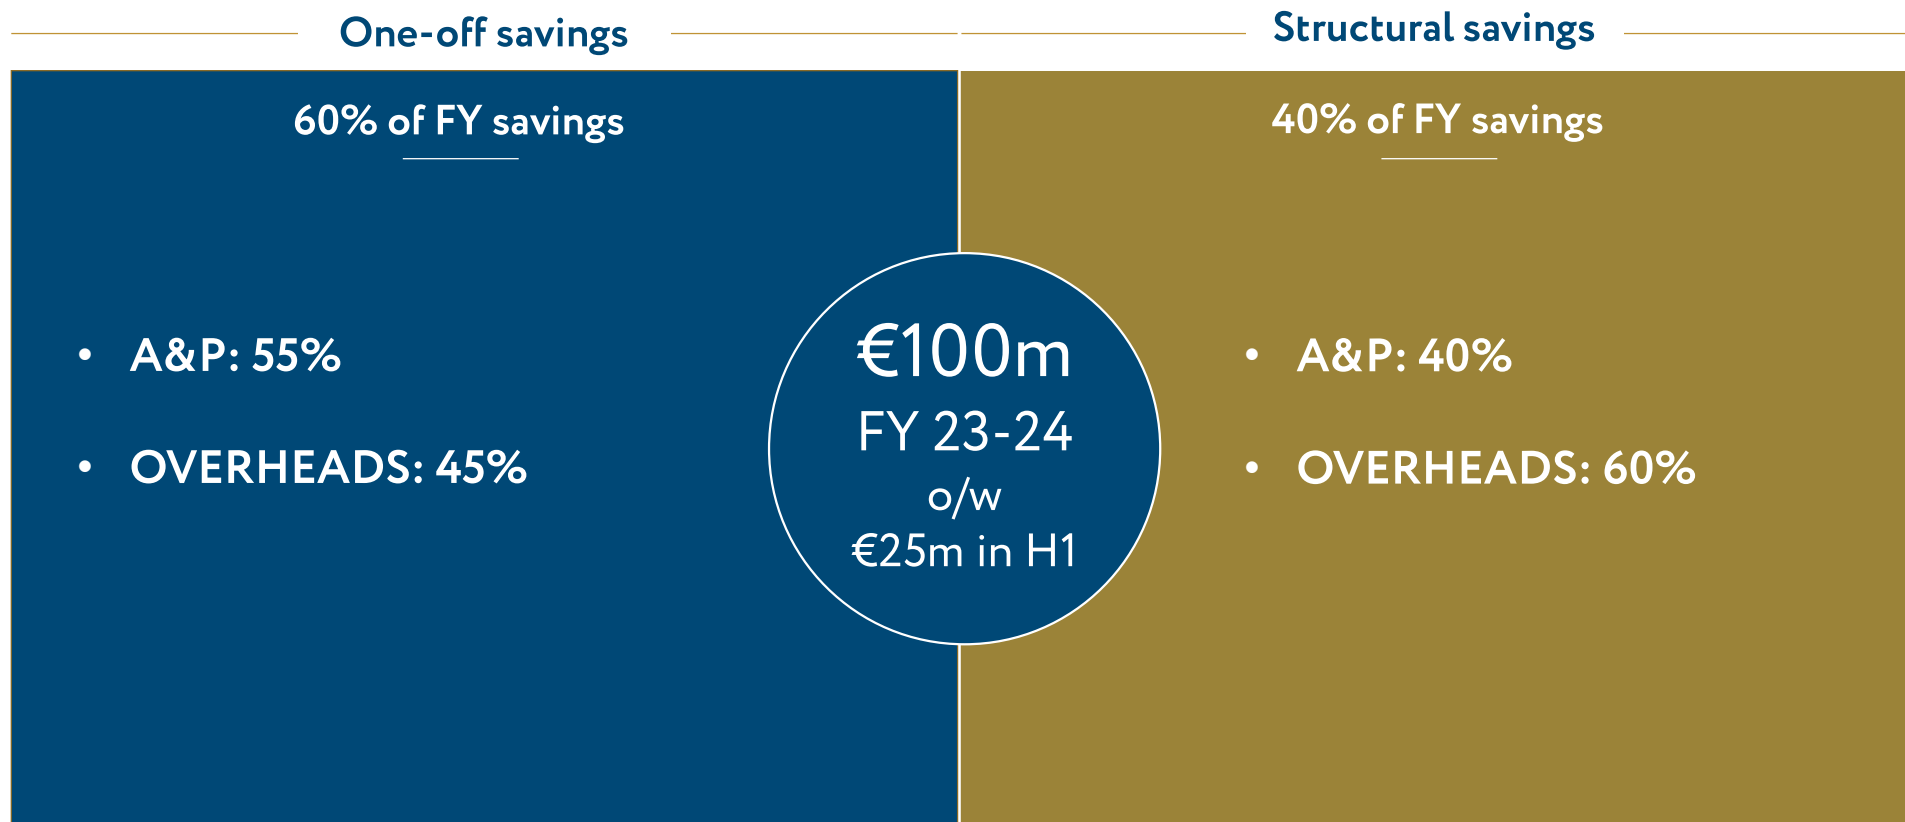 One-off savings
60% of FY savings
• A&P: 55%
• OVERHEADS: 45%
€100m
FY 23-24
o/w
€25m in H1
Structural savings
40% of FY savings
• A&P: 40%
• OVERHEADS: 60%